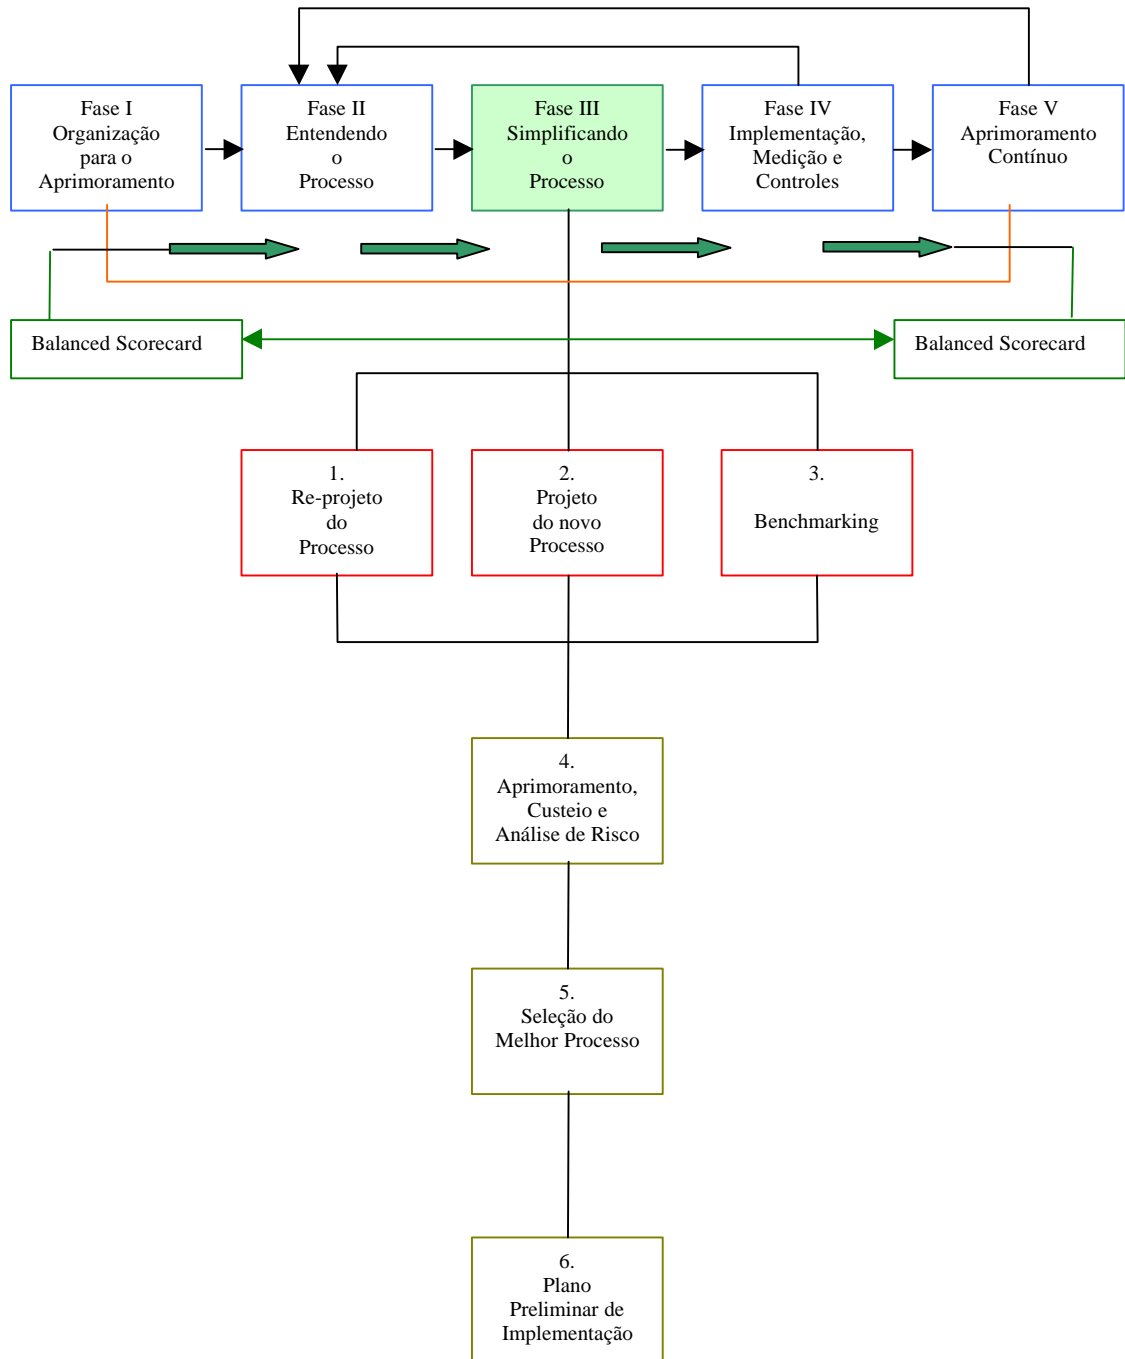 Fase I
Organização
para o
Aprimoramento
Fase II
Entendendo
o
Processo
Fase III
Simplificando
o
Processo
Fase IV
Implementação,
Medição e
Controles
Fase V
Aprimoramento
Contínuo
Balanced Scorecard
Balanced Scorecard
1.
Re-projeto
do
Processo
2.
Projeto
do novo
Processo
3.
Benchmarking
4.
Aprimoramento,
Custeio e
Análise de Risco
5.
Seleção do
Melhor Processo
6.
Plano
Preliminar de
Implementação